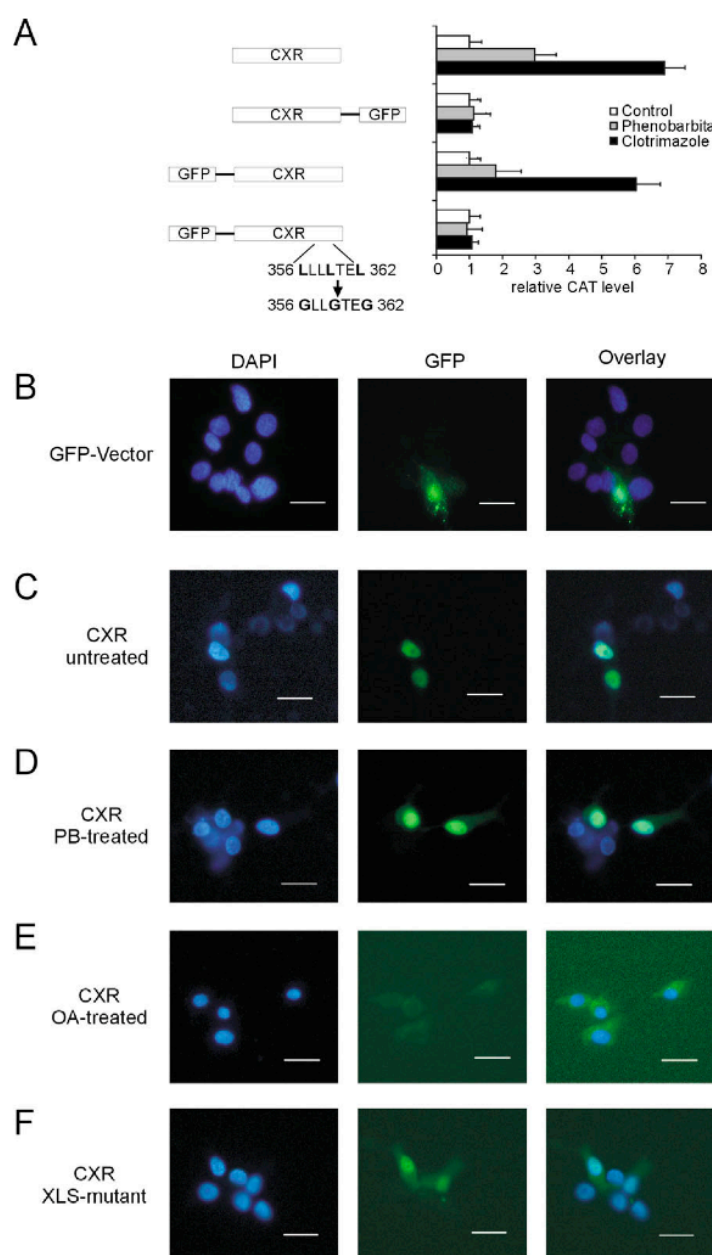 A
CXR
CXR GFP
GFP CXR
GFP CXR
356 LLLLTEL 362
356 GLLGTEG 362
Control
Phenobarbital
Clotrimazole
0 1 2 3 4 5 6 7 8
relative CAT level
DAPI GFP Overlay
B
GFP-Vector
C
CXR
untreated
D
CXR
PB-treated
E
CXR
OA-treated
F
CXR
XLS-mutant